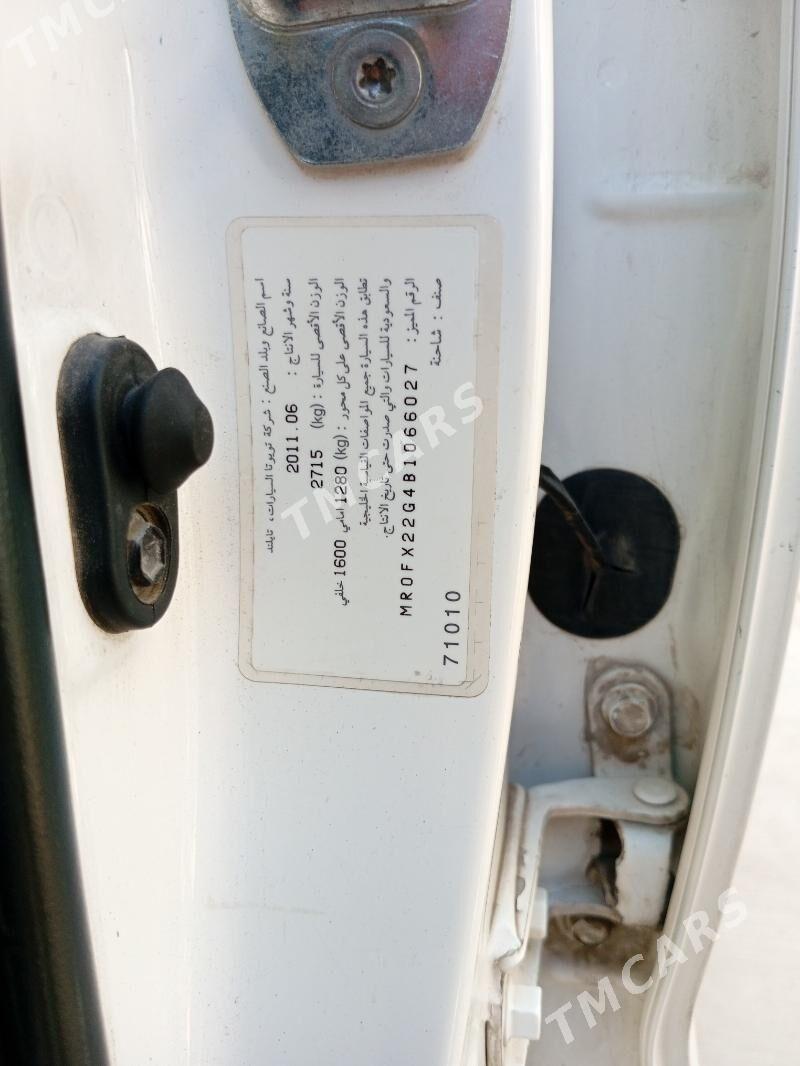 اسم الصانع وبلد الصنع : شركة تويوتا السيارات، تايلند
سنة وشهر الانتاج : 2011.06
الوزن الأقصى للسيارة (kg) : 2715
الوزن الأقصى على كل محور (kg) : 1280 امامي 1600 خلفي
تطابق هذه السيارة جميع المواصفات القياسية الخليجية
والسعودية للسيارات والتي صدرت حتى تاريخ الانتاج.
الرقم المميز : MR0FX22G4B1066027
صنف : شاحنة
71010
TMCARS
TMCARS
TMCARS